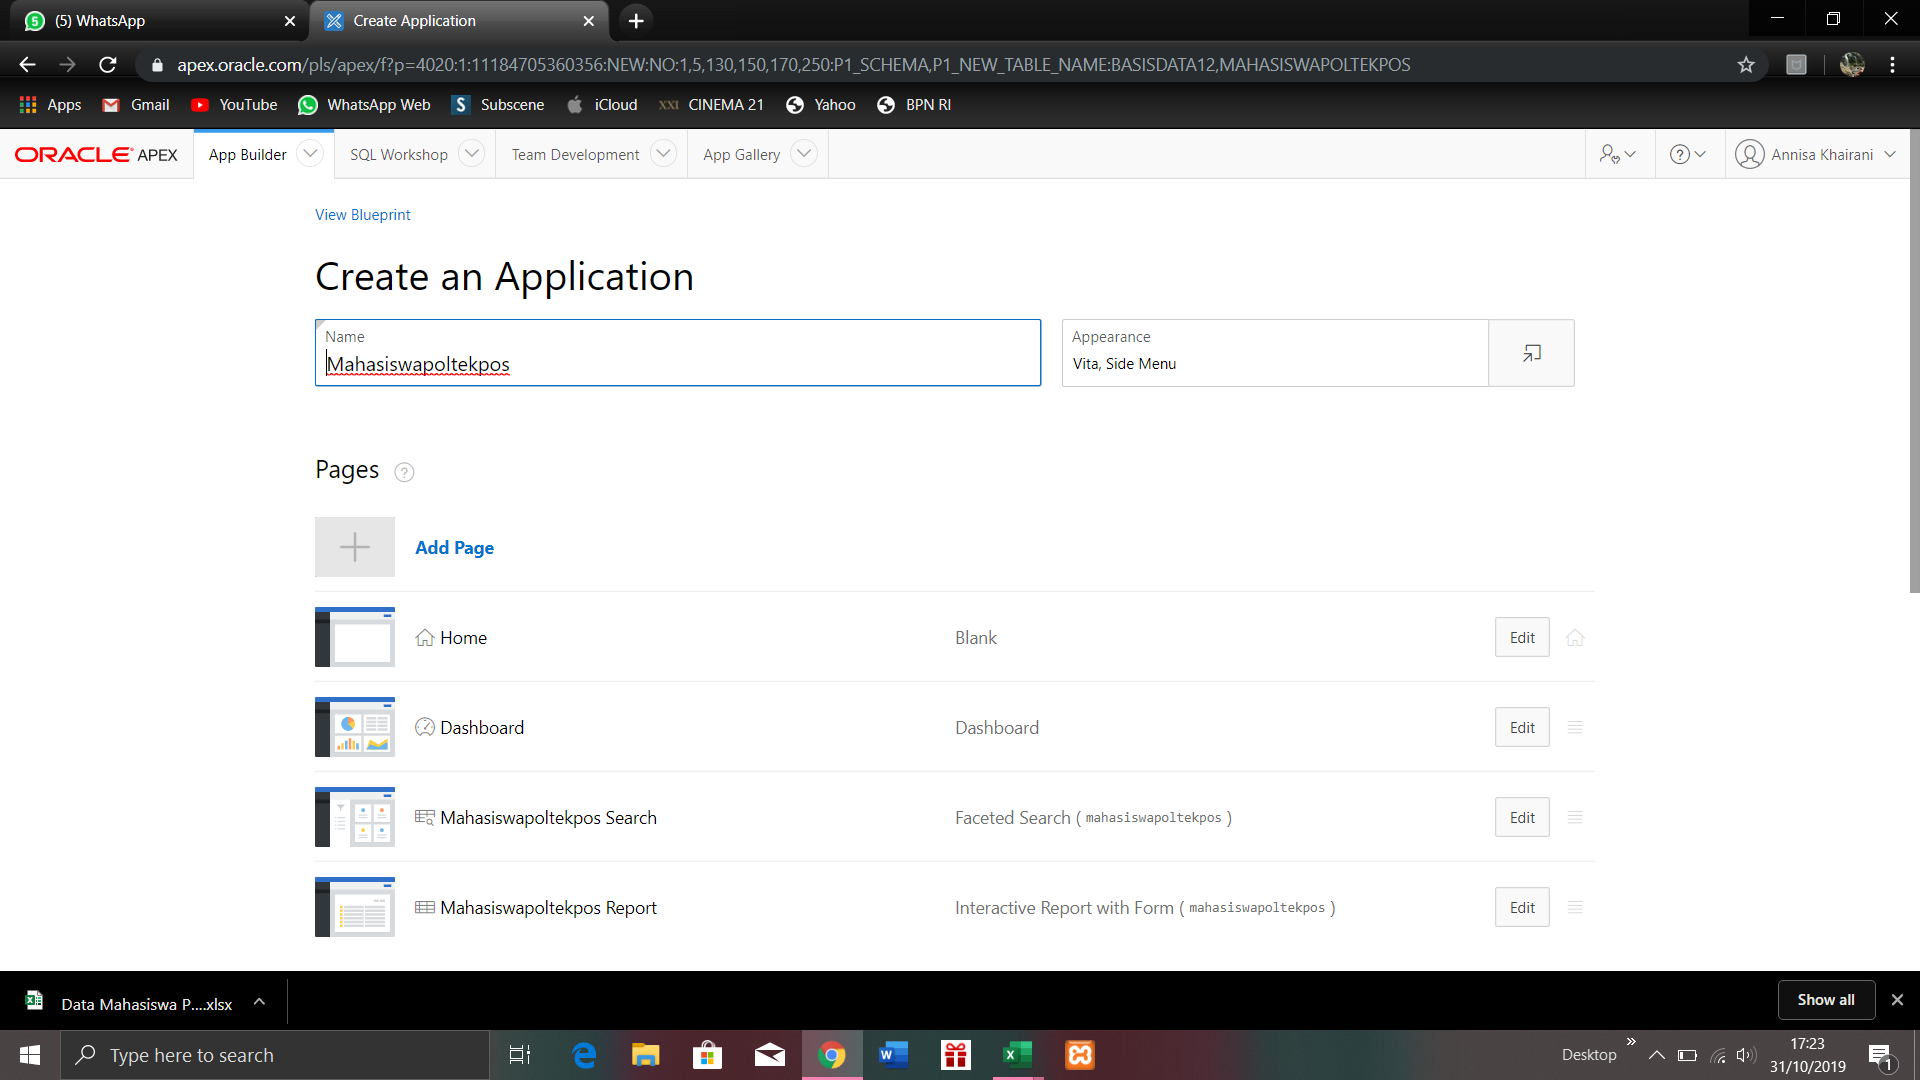 (5) WhatsApp
Create Application
apex.oracle.com/pls/apex/f?p=4020:1:11184705360356:NEW:NO:1,5,130,150,170,250:P1_SCHEMA,P1_NEW_TABLE_NAME:BASISDATA12,MAHASISWAPOLTEKPOS
Apps Gmail YouTube WhatsApp Web Subscene iCloud XXI CINEMA 21 Yahoo BPN RI
ORACLE APEX App Builder SQL Workshop Team Development App Gallery Annisa Khairani
View Blueprint
Create an Application
Name
Mahasiswapoltekpos
Appearance
Vita, Side Menu
Pages ?
Add Page
Home Blank Edit
Dashboard Dashboard Edit
Mahasiswapoltekpos Search Faceted Search ( mahasiswapoltekpos ) Edit
Mahasiswapoltekpos Report Interactive Report with Form ( mahasiswapoltekpos ) Edit
Data Mahasiswa P....xlsx Show all
Type here to search
Desktop
17:23
31/10/2019
1